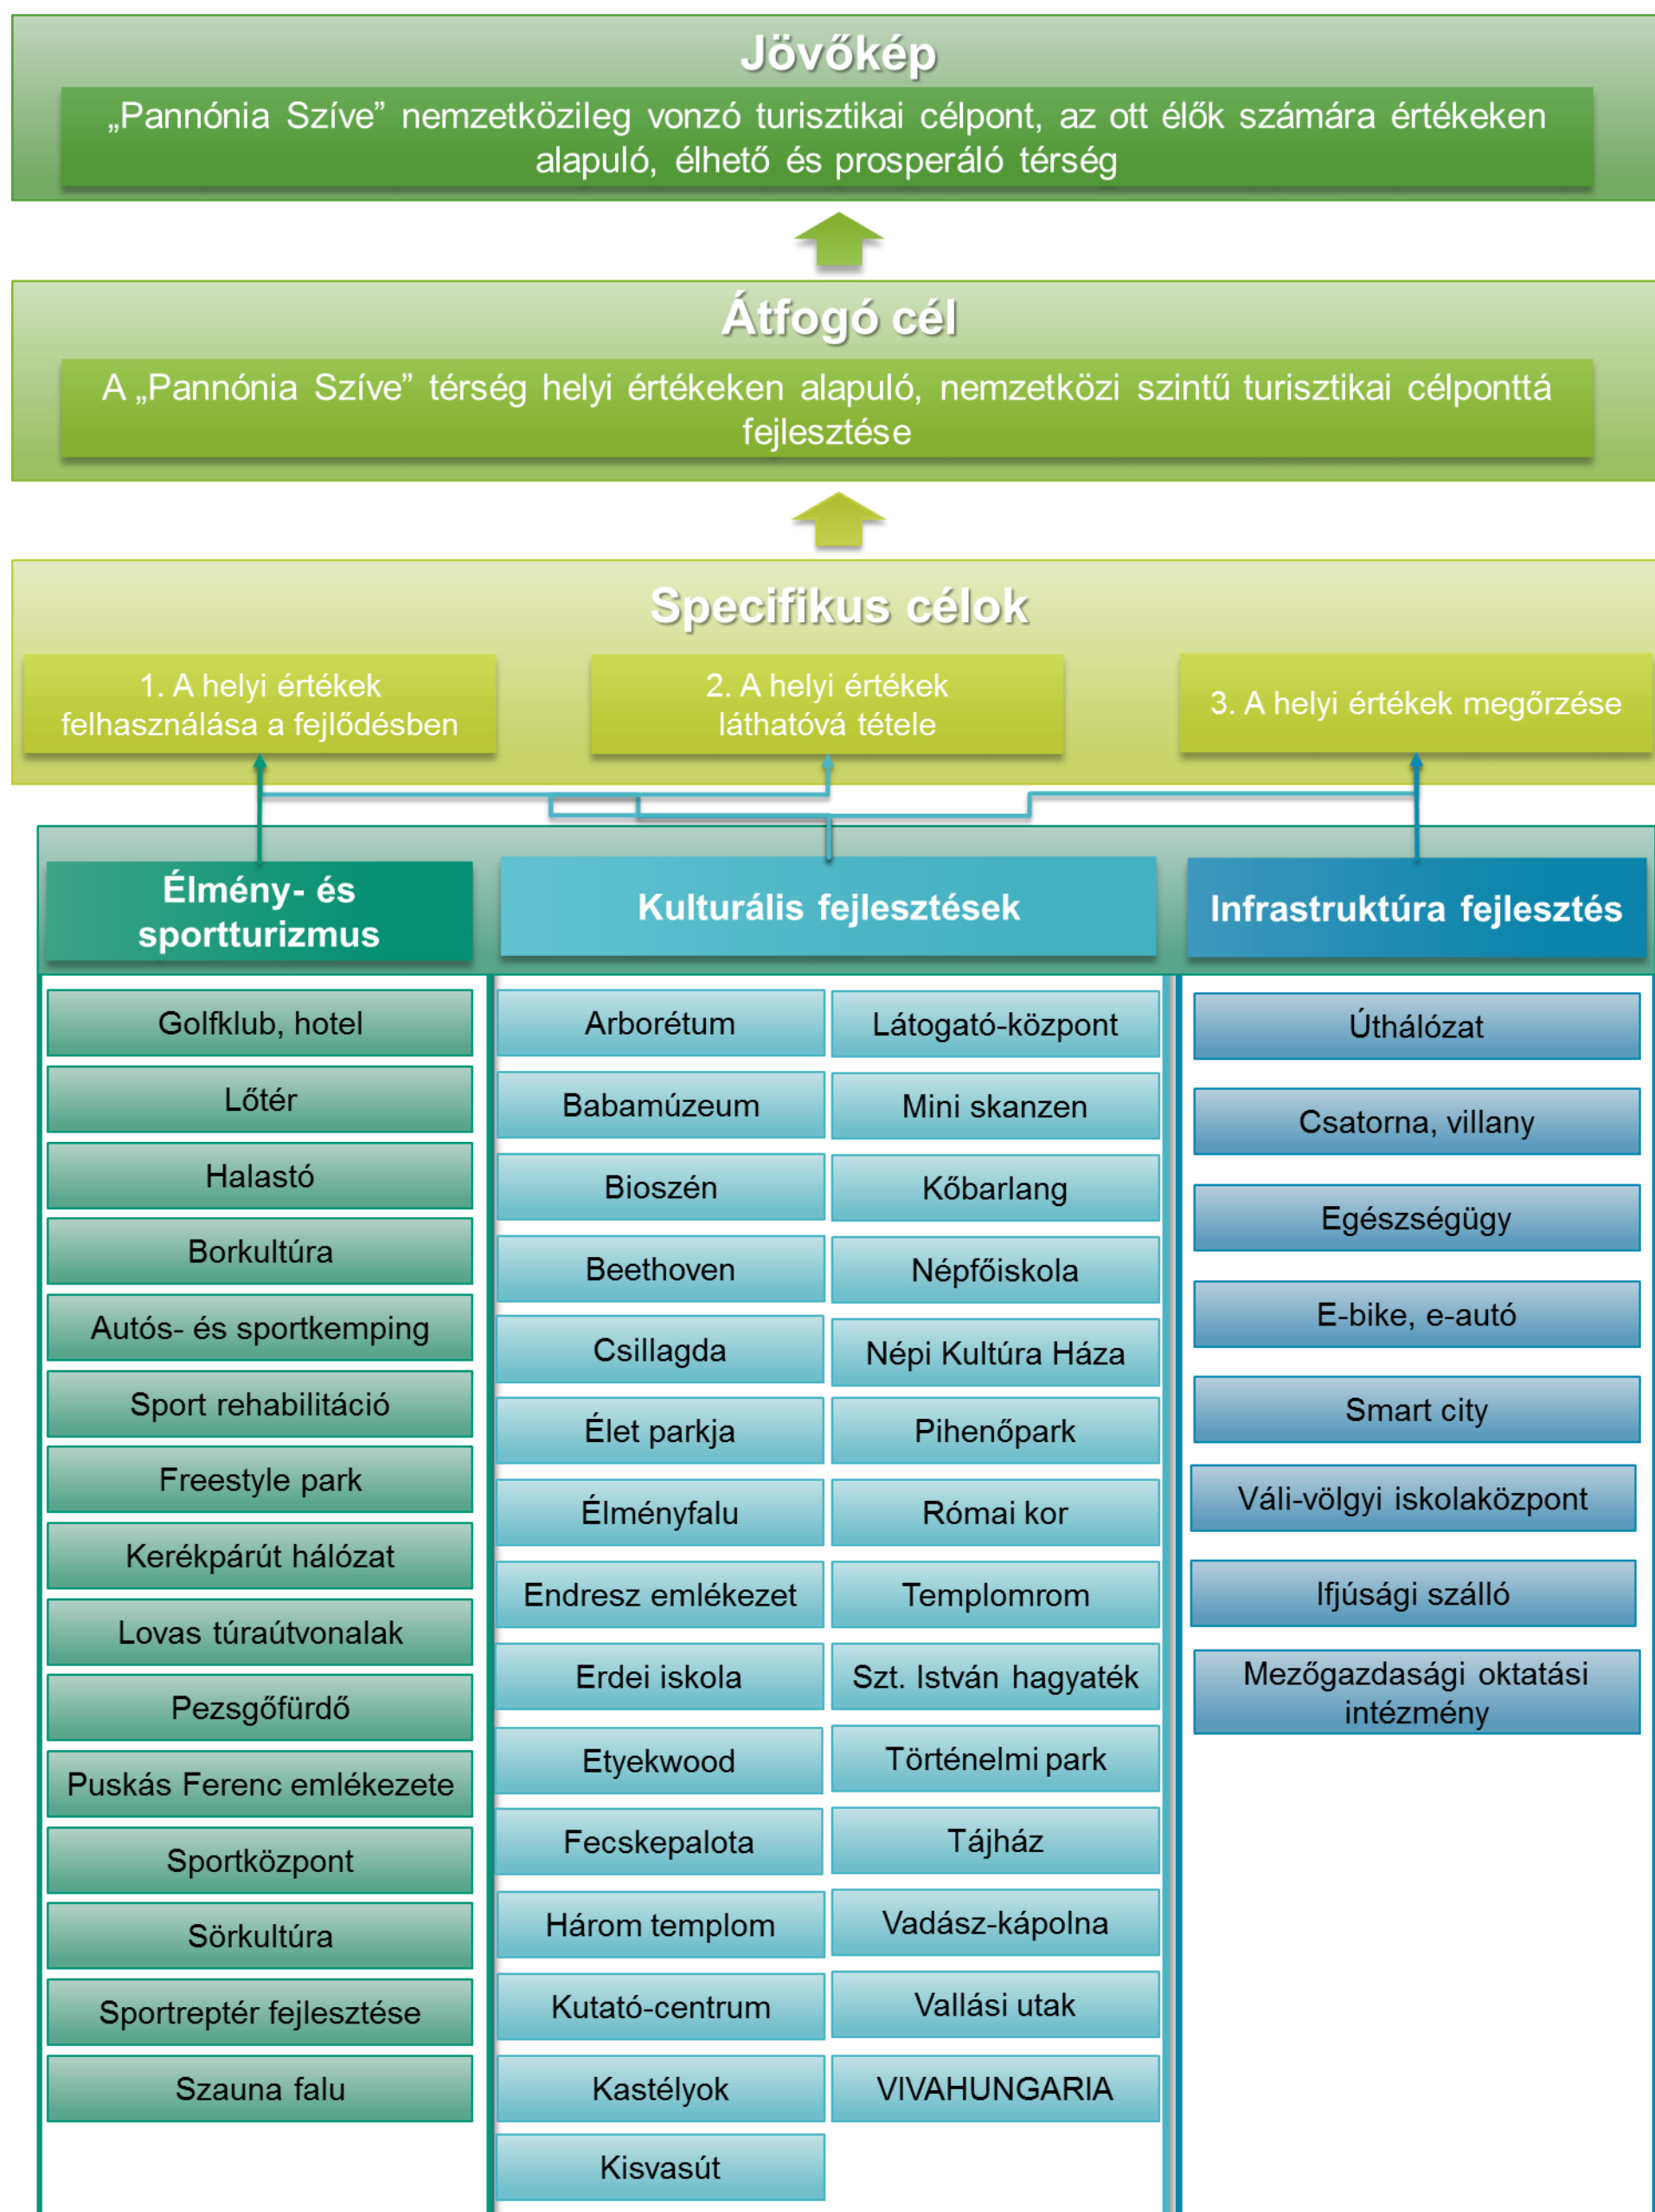 Jövőkép
„Pannónia Szíve” nemzetközileg vonzó turisztikai célpont, az ott élők számára értékeken
alapuló, élhető és prosperáló térség
Átfogó cél
A „Pannónia Szíve” térség helyi értékeken alapuló, nemzetközi szintű turisztikai célponttá
fejlesztése
Specifikus célok
1. A helyi értékek
felhasználása a fejlődésben
2. A helyi értékek
láthatóvá tétele
3. A helyi értékek megőrzése
Élmény- és
sportturizmus
Golfklub, hotel
Lőtér
Halastó
Borkultúra
Autós- és sportkemping
Sport rehabilitáció
Freestyle park
Kerékpárút hálózat
Lovas túraútvonalak
Pezsgőfürdő
Puskás Ferenc emlékezete
Sportközpont
Sörkultúra
Sportreptér fejlesztése
Szauna falu
Kulturális fejlesztések
Arborétum
Babamúzeum
Bioszén
Beethoven
Csillagda
Élet parkja
Élményfalu
Endresz emlékezet
Erdei iskola
Etyekwood
Fecskepalota
Három templom
Kutató-centrum
Kastélyok
Kisvasút
Látogató-központ
Mini skanzen
Kőbarlang
Népfőiskola
Népi Kultúra Háza
Pihenőpark
Római kor
Templomrom
Szt. István hagyaték
Történelmi park
Tájház
Vadász-kápolna
Vallási utak
VIVAHUNGARIA
Infrastruktúra fejlesztés
Úthálózat
Csatorna, villany
Egészségügy
E-bike, e-autó
Smart city
Váli-völgyi iskolaközpont
Ifjúsági szálló
Mezőgazdasági oktatási
intézmény